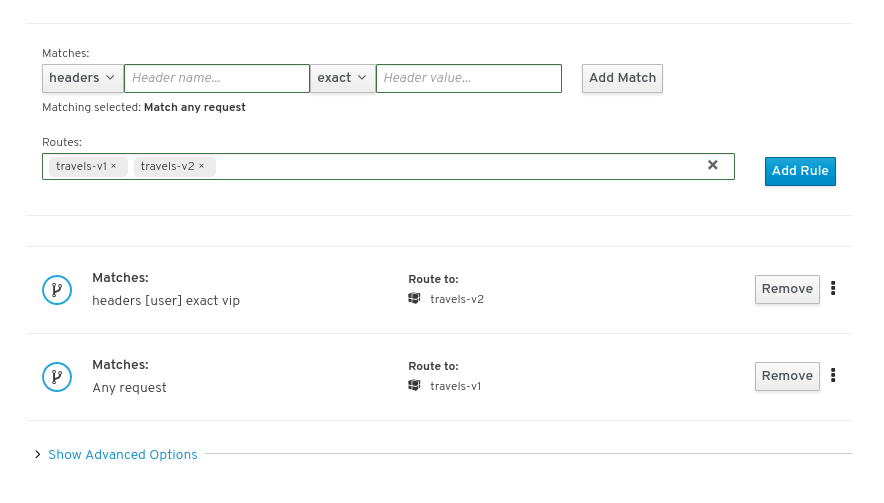 Matches:
headers Header name... exact Header value... Add Match
Matching selected: Match any request
Routes:
travels-v1 × travels-v2 ×
Add Rule
Matches: Route to:
headers [user] exact vip travels-v2 Remove
Matches: Route to:
Any request travels-v1 Remove
Show Advanced Options